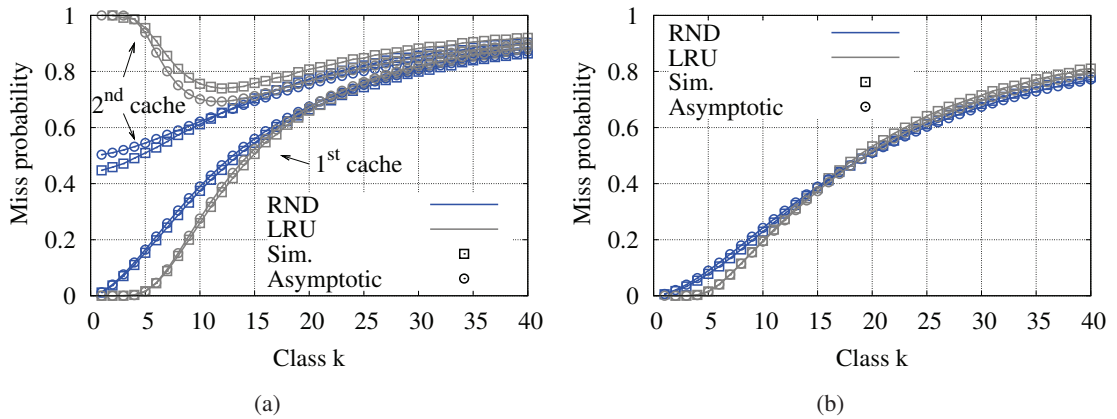 1
0.8
0.6
0.4
0.2
0
Miss probability
2nd cache
1st cache
RND
LRU
Sim.
Asymptotic
0 5 10 15 20 25 30 35 40
Class k
(a)
1
0.8
0.6
0.4
0.2
0
Miss probability
RND
LRU
Sim.
Asymptotic
0 5 10 15 20 25 30 35 40
Class k
(b)